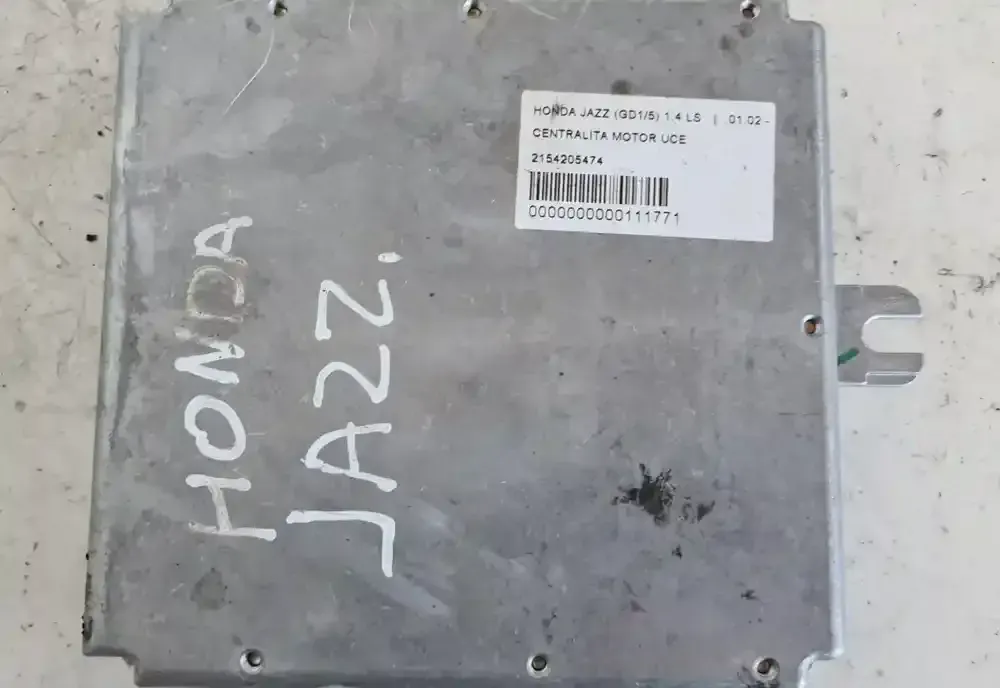 HONDA JAZZ (GD1/5) 1.4 LS | 01.02 -
CENTRALITA MOTOR UCE
2154205474
0000000000111771
HONDA
JAZZ.